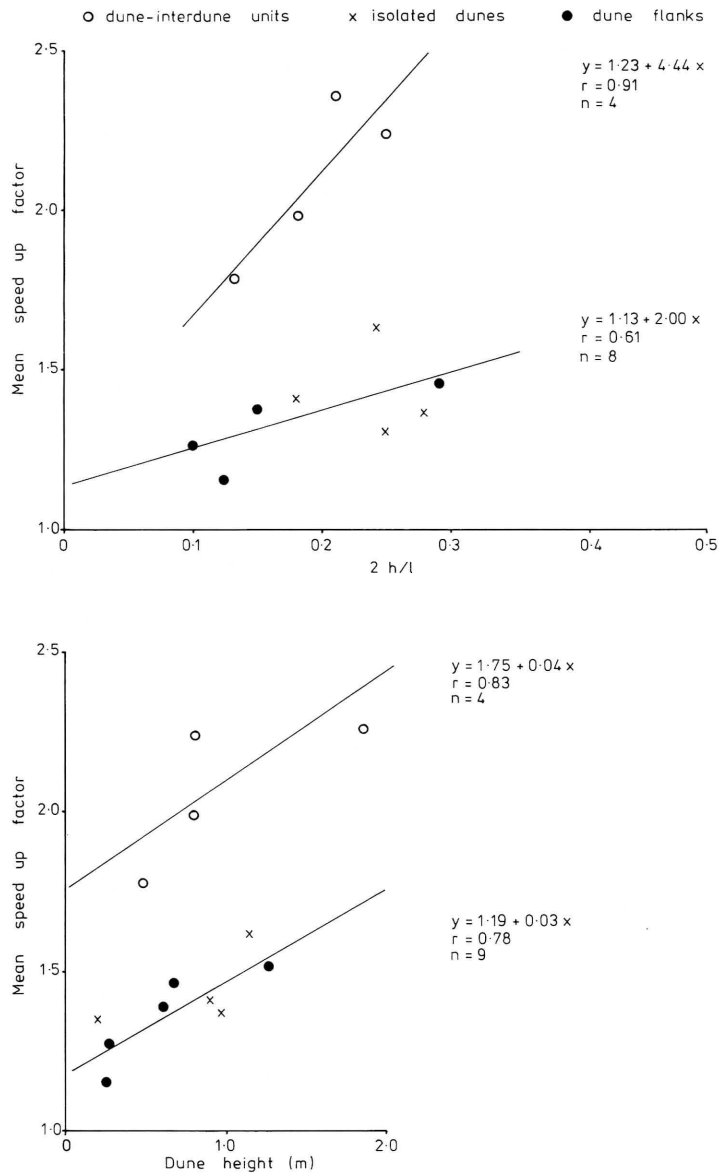 dune-interdune units x isolated dunes dune flanks
2·5
2·0
1·5
1·0
Mean speed up factor
y = 1·23 + 4·44 x
r = 0·91
n = 4
y = 1·13 + 2·00 x
r = 0·61
n = 8
0 0·1 0·2 0·3 0·4 0·5
2 h/l
2·5
2·0
1·5
1·0
Mean speed up factor
y = 1·75 + 0·04 x
r = 0·83
n = 4
y = 1·19 + 0·03 x
r = 0·78
n = 9
0 1·0 2·0
Dune height (m)